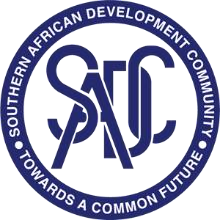 SOUTHERN AFRICAN DEVELOPMENT COMMUNITY
SADC
TOWARDS A COMMON FUTURE